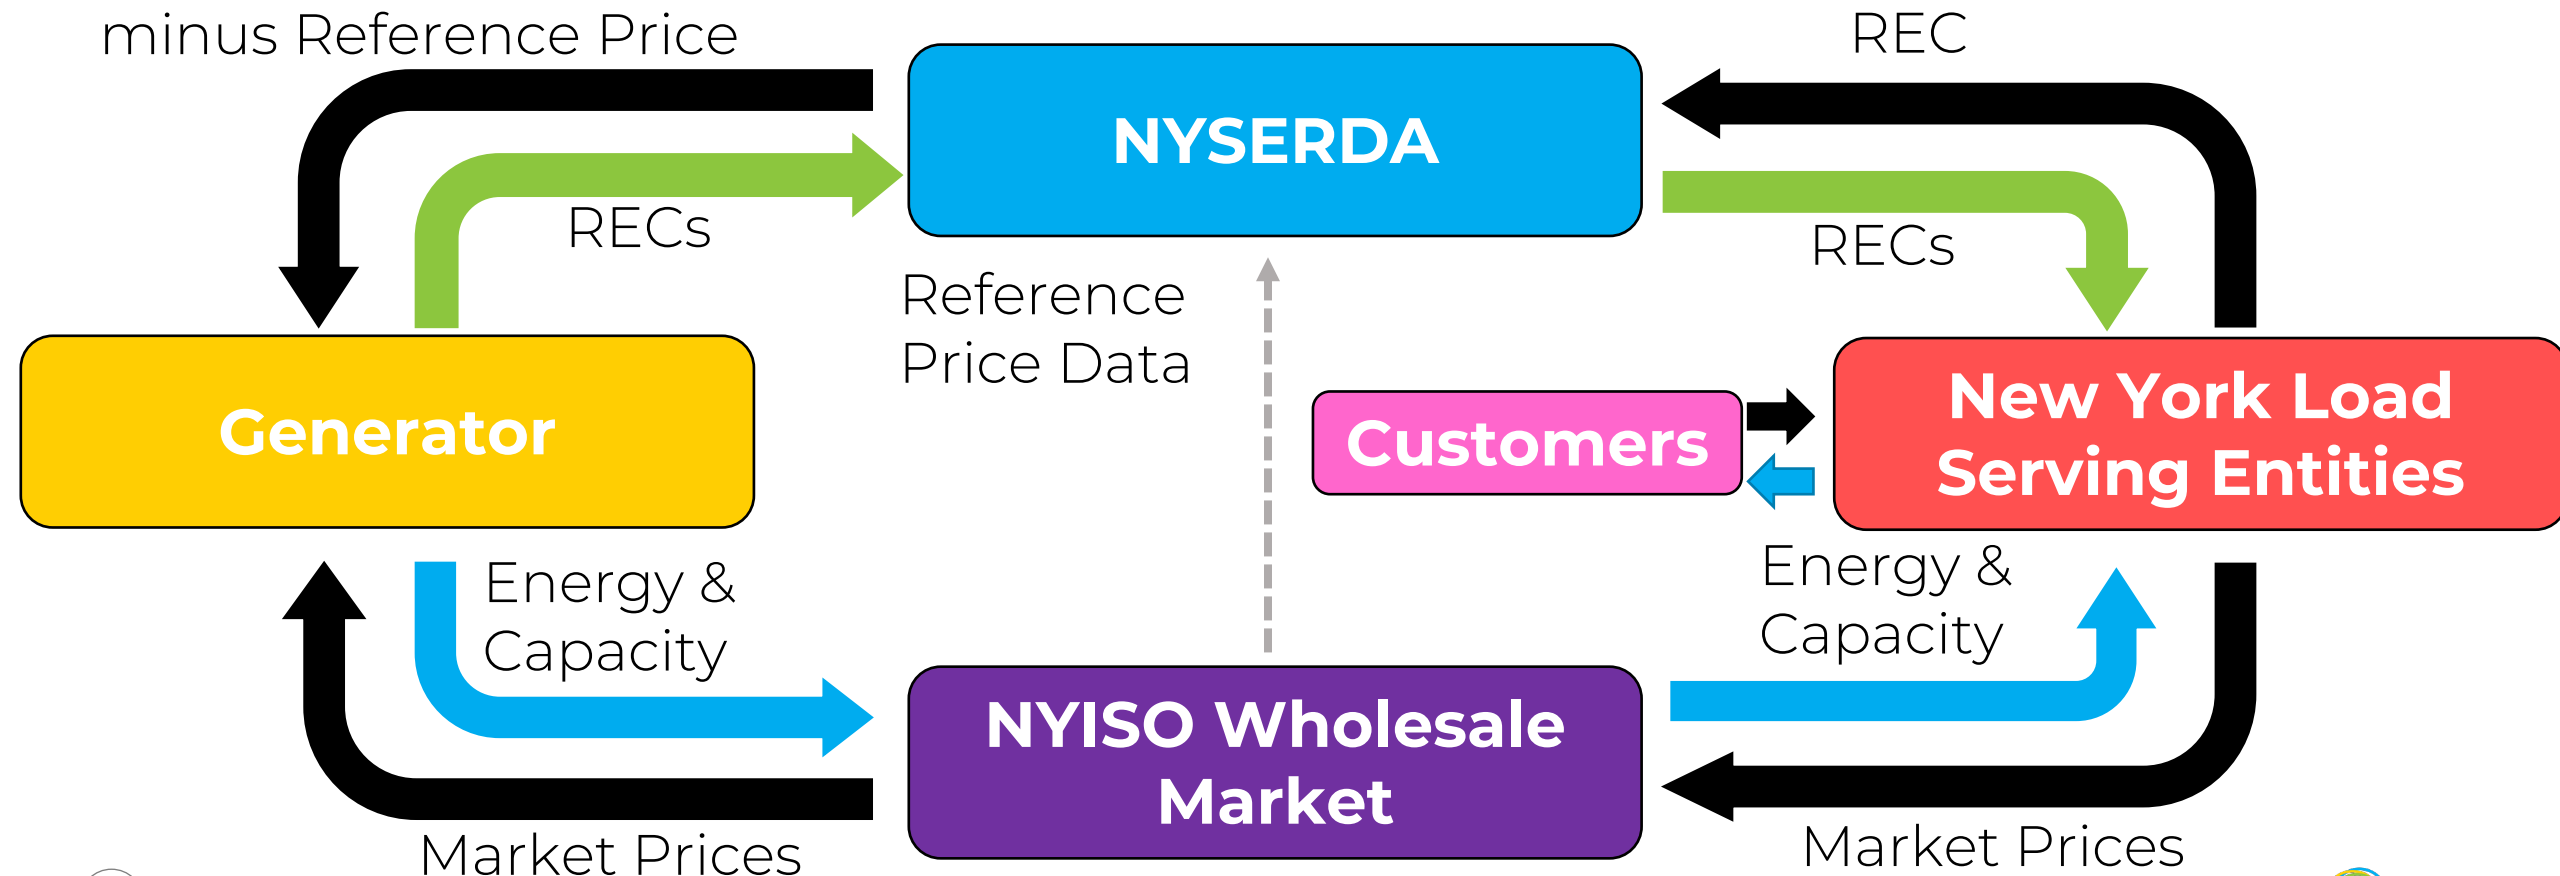 minus Reference Price
REC
NYSERDA
RECs
RECs
Reference
Price Data
Generator
Customers
New York Load
Serving Entities
Energy &
Capacity
Energy &
Capacity
NYISO Wholesale
Market
Market Prices
Market Prices